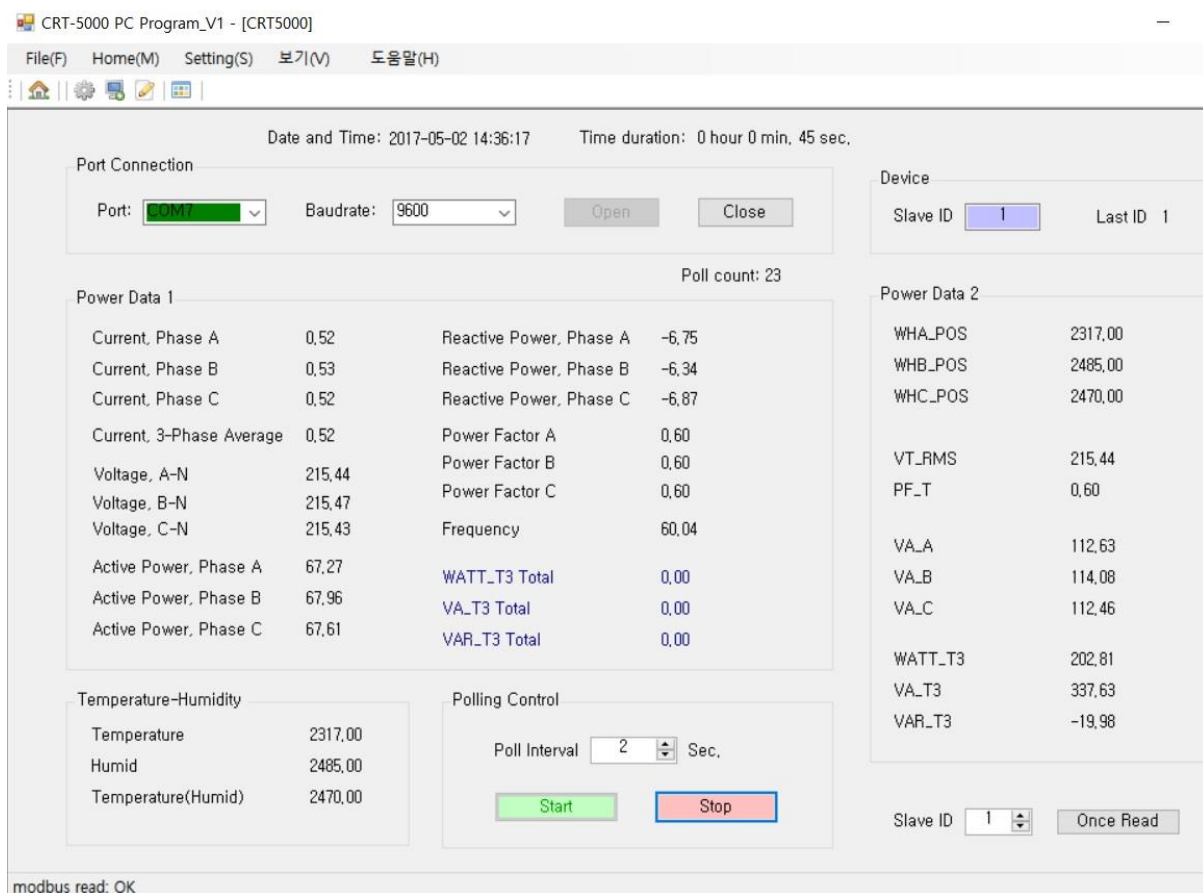 CRT-5000 PC Program_V1 - [CRT5000]
File(F) Home(M) Setting(S) 보기(V) 도움말(H)
Date and Time: 2017-05-02 14:36:17 Time duration: 0 hour 0 min, 45 sec,
Port Connection
Port: COM7 Baudrate: 9600 Open Close
Device
Slave ID 1 Last ID 1
Poll count: 23
Power Data 1
Current, Phase A 0,52 Reactive Power, Phase A -6,75
Current, Phase B 0,53 Reactive Power, Phase B -6,34
Current, Phase C 0,52 Reactive Power, Phase C -6,87
Current, 3-Phase Average 0,52 Power Factor A 0,60
Voltage, A-N 215,44 Power Factor B 0,60
Voltage, B-N 215,47 Power Factor C 0,60
Voltage, C-N 215,43 Frequency 60,04
Active Power, Phase A 67,27 WATT_T3 Total 0,00
Active Power, Phase B 67,96 VA_T3 Total 0,00
Active Power, Phase C 67,61 VAR_T3 Total 0,00
Power Data 2
WHA_POS 2317,00
WHB_POS 2485,00
WHC_POS 2470,00
VT_RMS 215,44
PF_T 0,60
VA_A 112,63
VA_B 114,08
VA_C 112,46
WATT_T3 202,81
VA_T3 337,63
VAR_T3 -19,98
Temperature-Humidity
Temperature 2317,00
Humid 2485,00
Temperature(Humid) 2470,00
Polling Control
Poll Interval 2 Sec,
Start Stop
Slave ID 1 Once Read
modbus read: OK